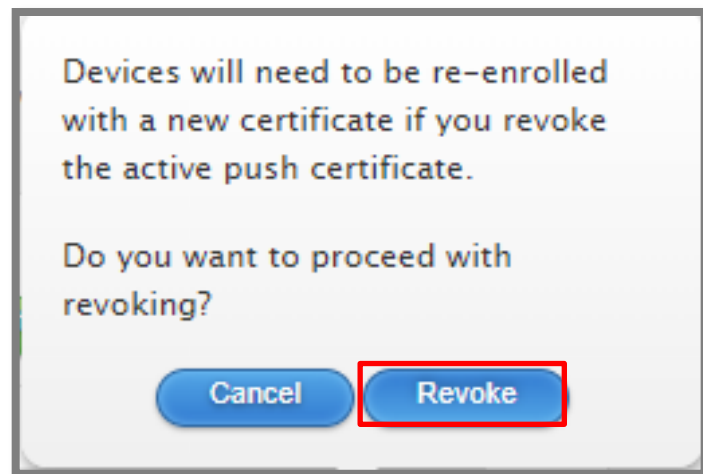 Devices will need to be re-enrolled
with a new certificate if you revoke
the active push certificate.
Do you want to proceed with
revoking?
Cancel Revoke